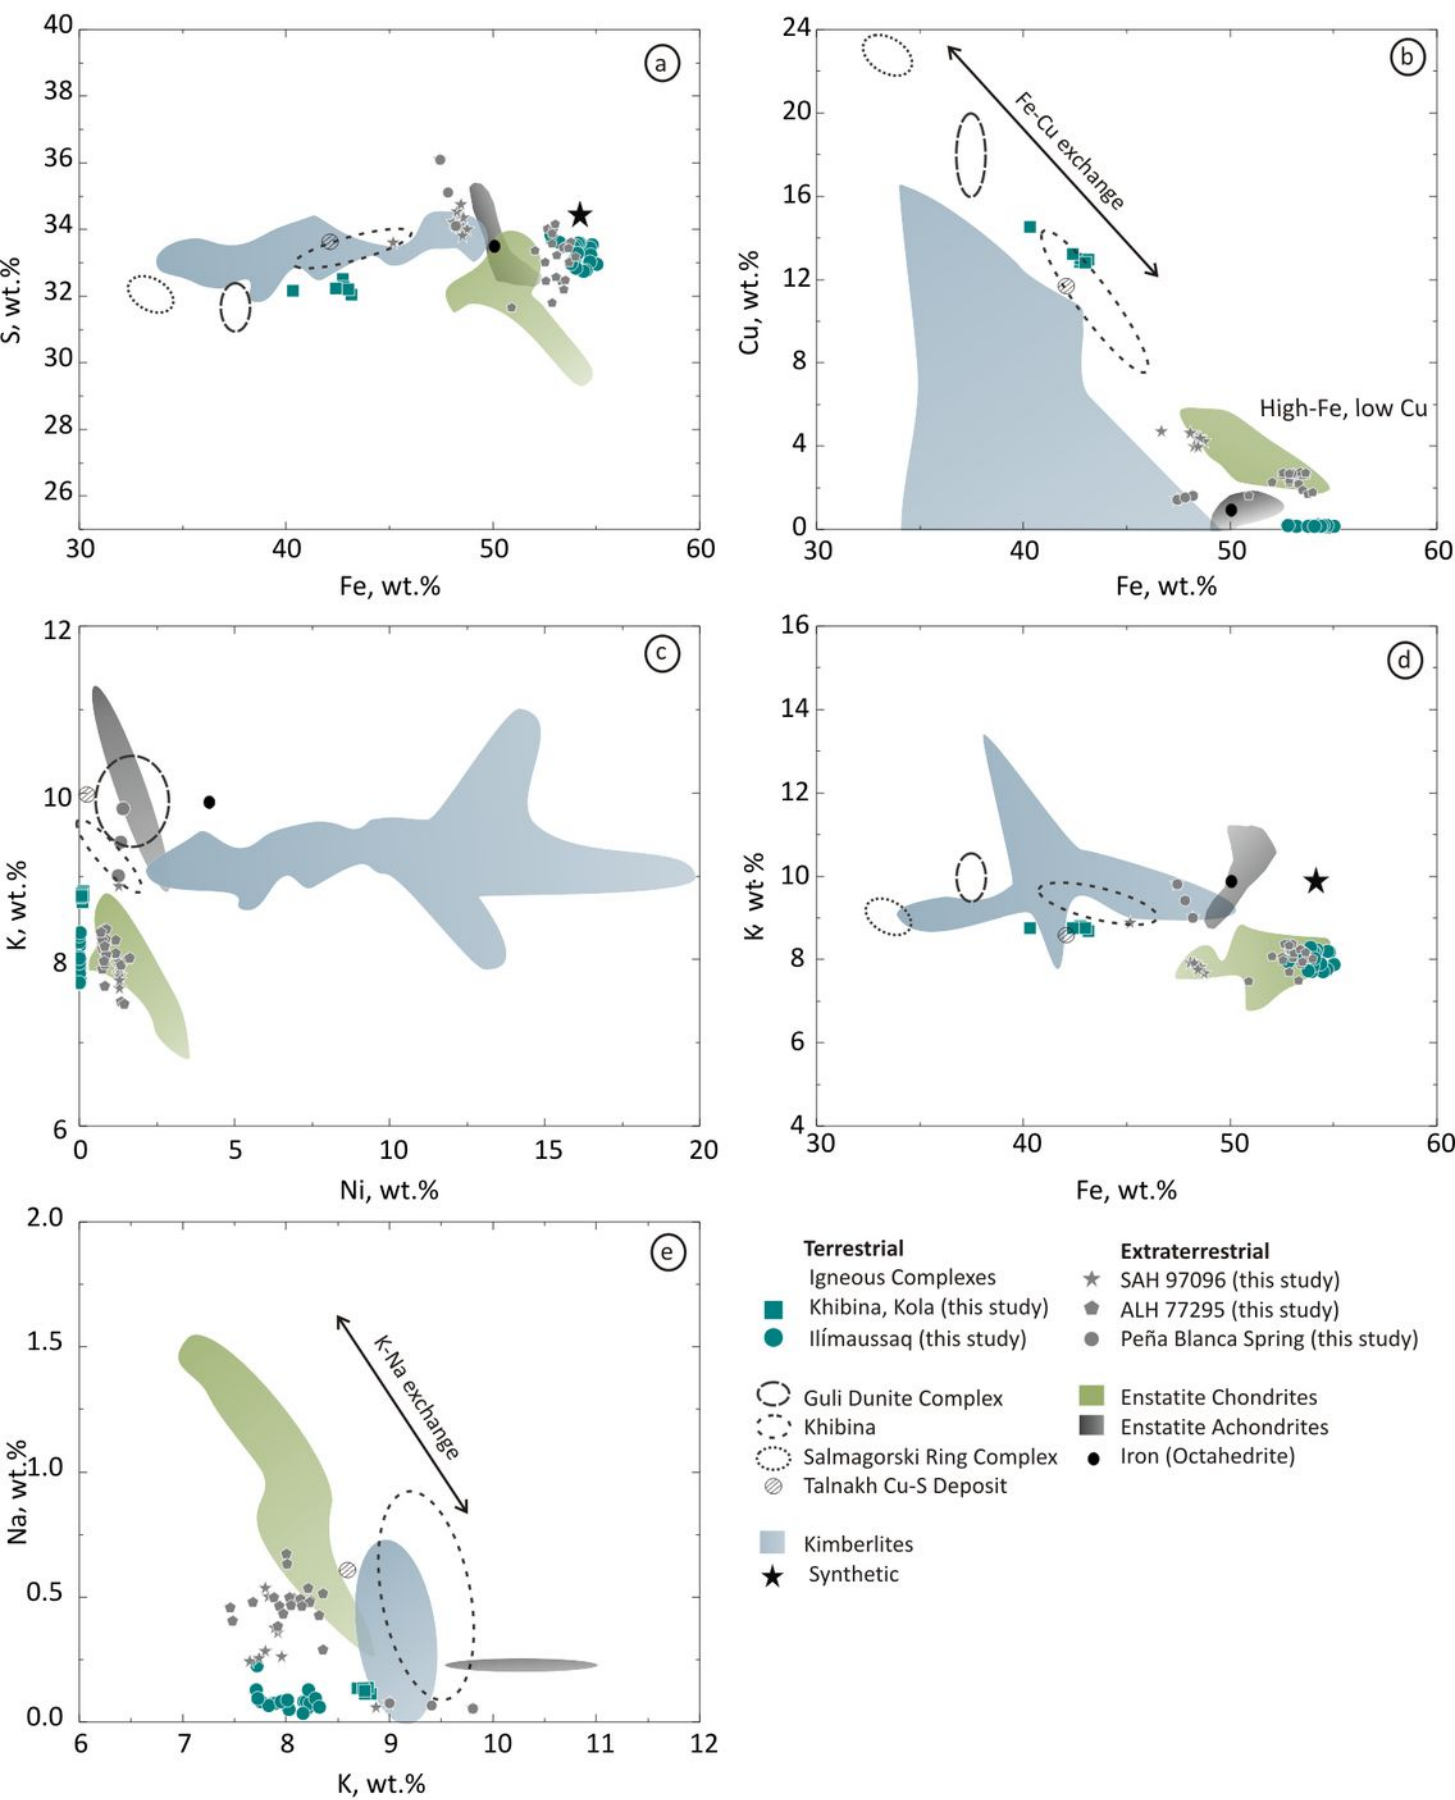 40
38
36
34
32
30
28
26
30
40
50
60
S, wt.%
Fe, wt.%
a
24
20
16
12
8
4
0
30
40
50
60
Cu, wt.%
Fe, wt.%
b
Fe-Cu exchange
High-Fe, low Cu
12
10
8
6
0
5
10
15
20
K, wt.%
Ni, wt.%
c
16
14
12
10
8
6
4
30
40
50
60
K wt %
Fe, wt.%
d
2.0
1.5
1.0
0.5
0.0
6
7
8
9
10
11
12
Na, wt.%
K, wt.%
e
K-Na exchange
Terrestrial
Igneous Complexes
Khibina, Kola (this study)
Ilímaussaq (this study)
Guli Dunite Complex
Khibina
Salmagorski Ring Complex
Talnakh Cu-S Deposit
Kimberlites
Synthetic
Extraterrestrial
SAH 97096 (this study)
ALH 77295 (this study)
Peña Blanca Spring (this study)
Enstatite Chondrites
Enstatite Achondrites
Iron (Octahedrite)